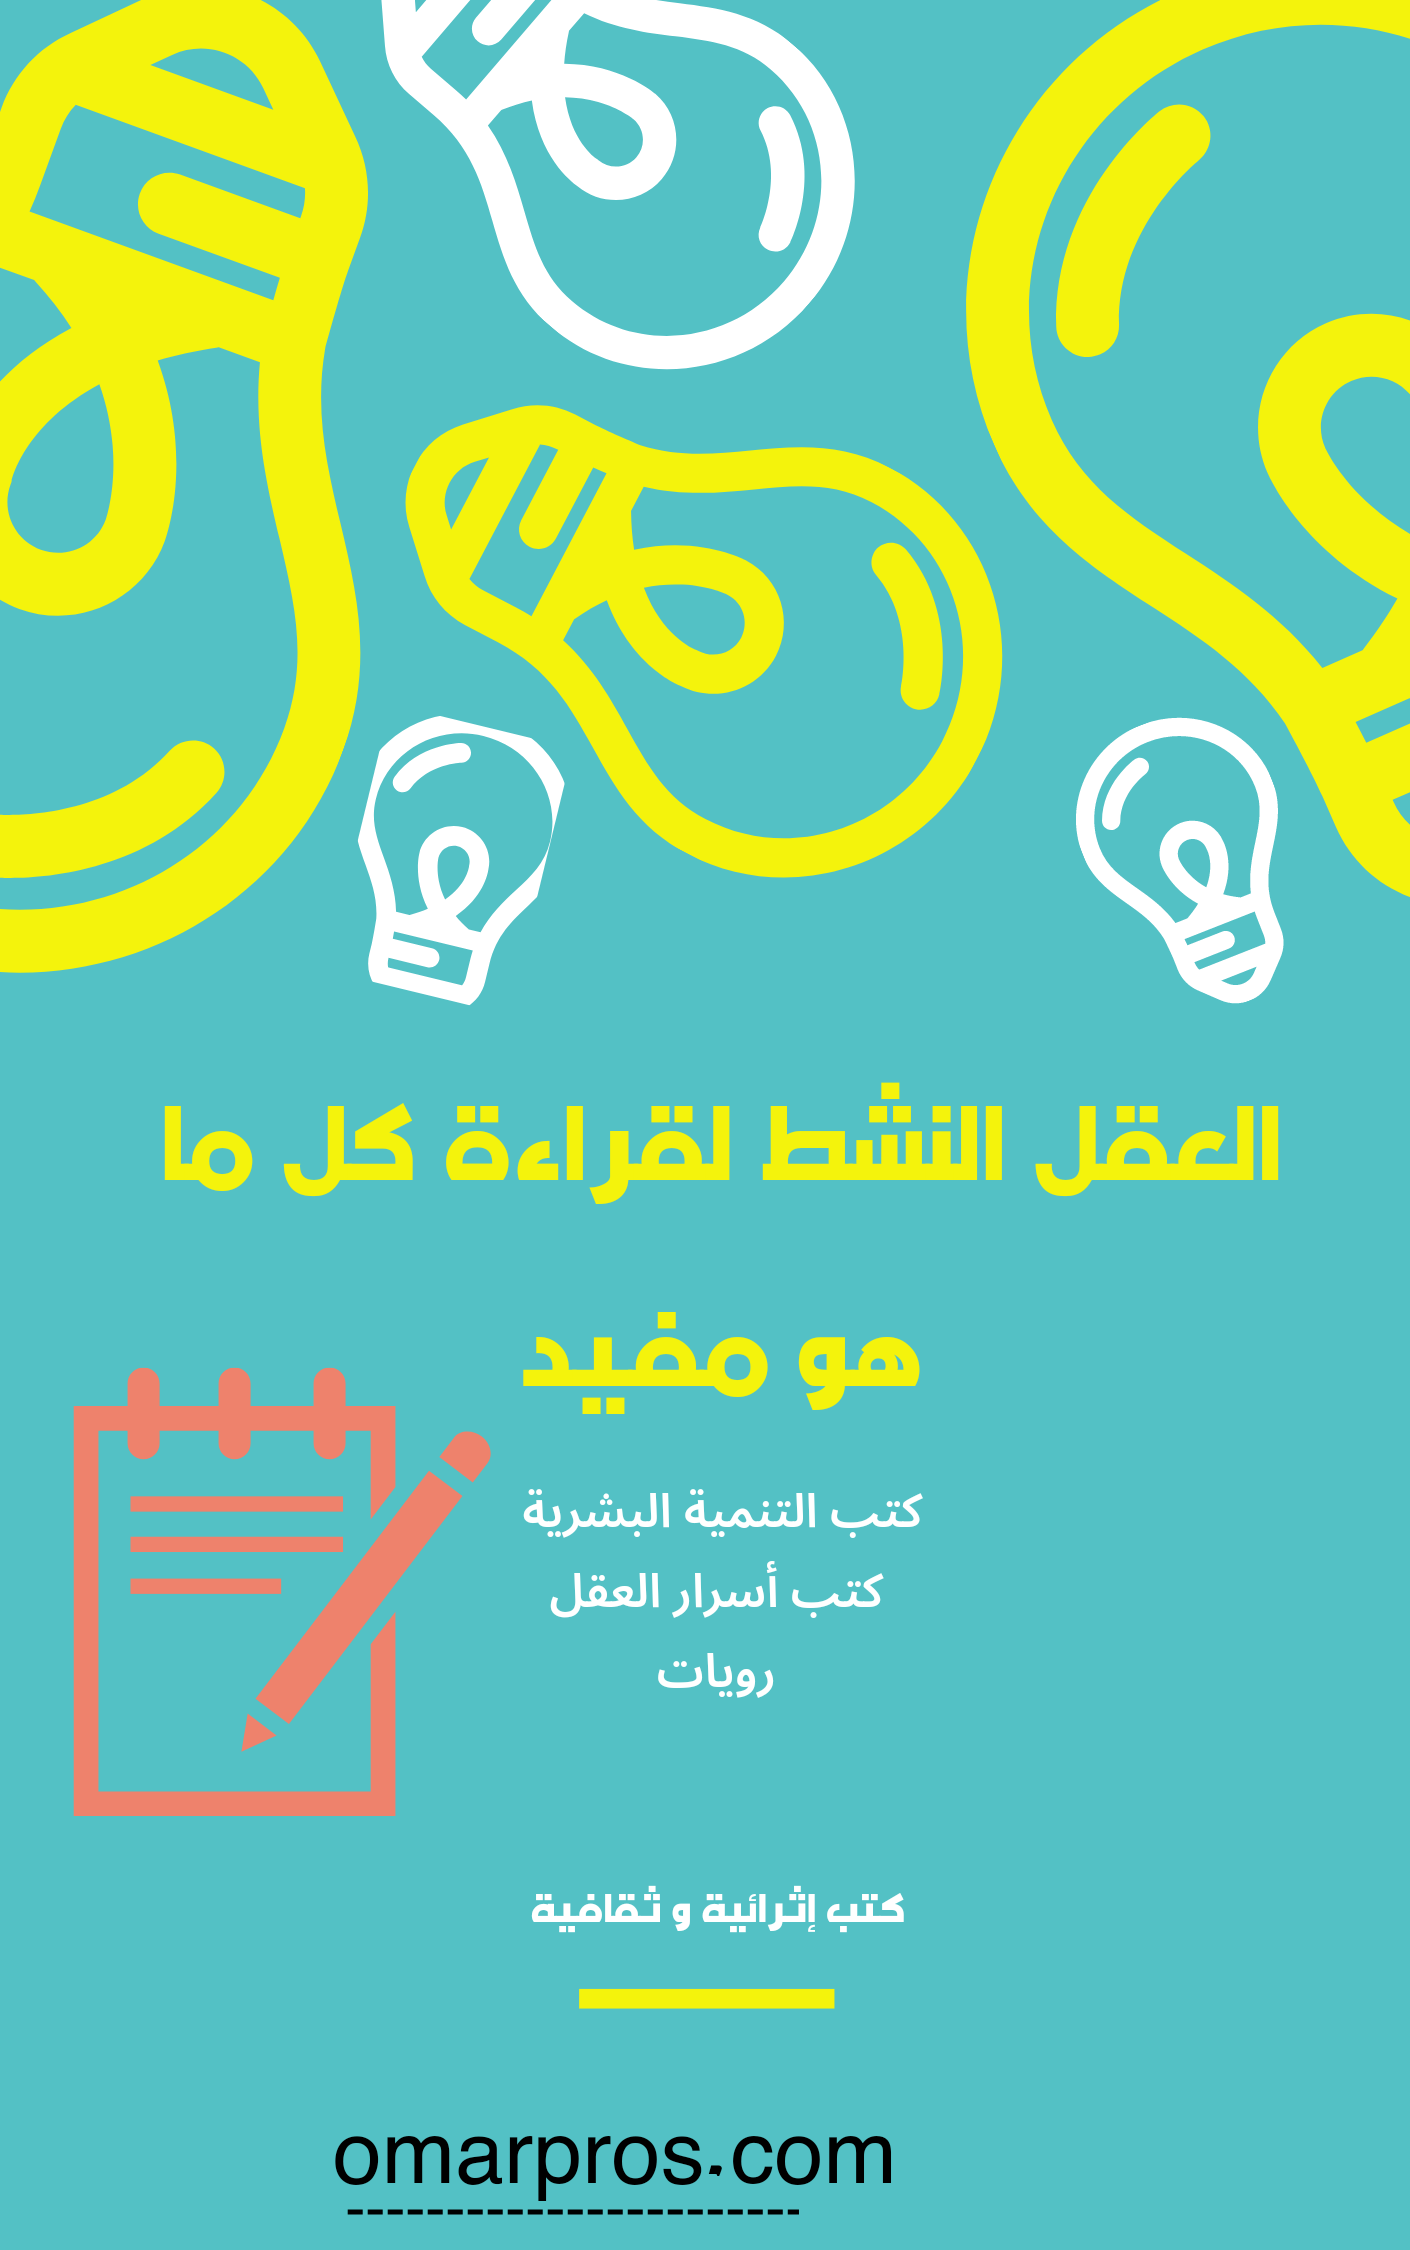 العقل النشط لقراءة كل ما
هو مفيد
كتب التنمية البشرية
كتب أسرار العقل
رويات
كتب إثرائية و ثقافية
omarpros.com